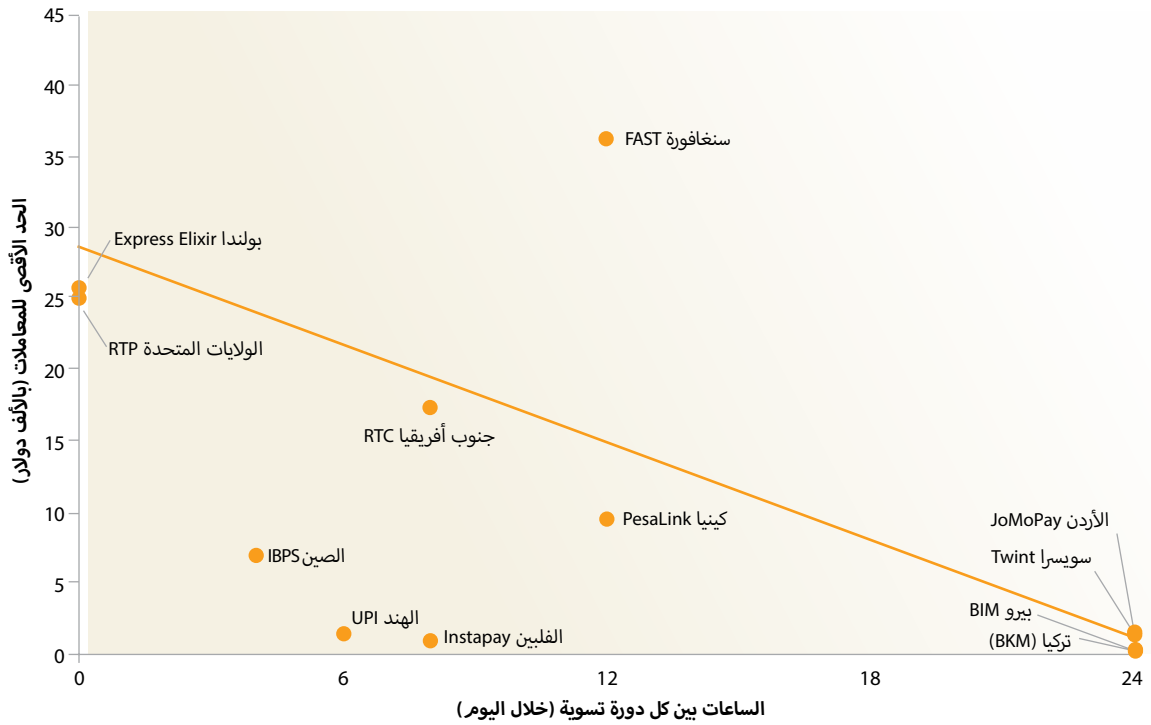 الحد الأقصى للمعاملات (بالألف دولار)
45
40
35
30
25
20
15
10
5
0
سنغافورة FAST
بولندا Express Elixir
الولايات المتحدة RTP
جنوب أفريقيا RTC
كينيا PesaLink
الأردن JoMoPay
سويسرا Twint
الصين IBPS
بيرو BIM
الهند UPI
الفلبين Instapay
تركيا (BKM)
0
6
12
18
24
الساعات بين كل دورة تسوية (خلال اليوم)